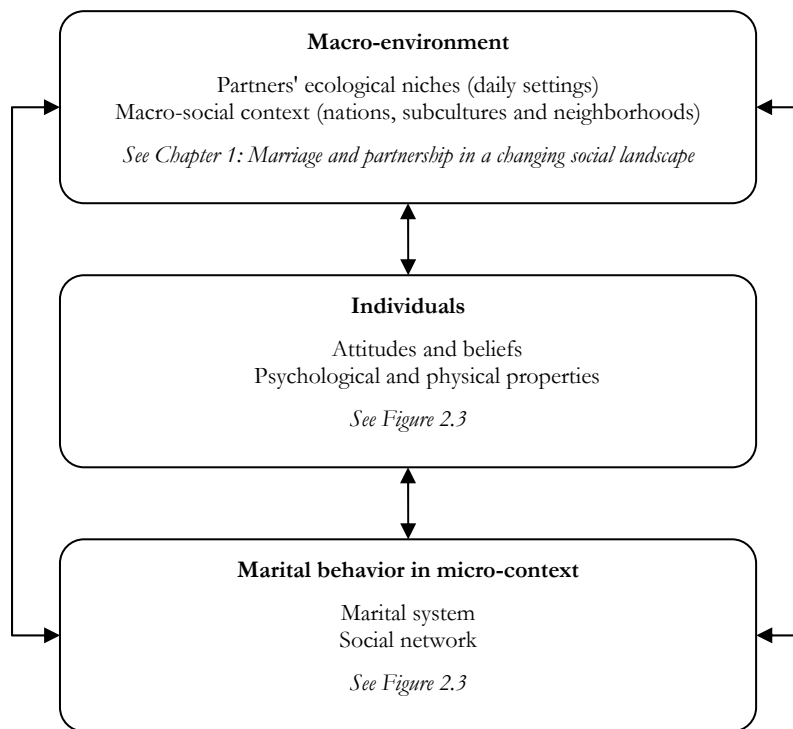 Macro-environment
Partners' ecological niches (daily settings)
Macro-social context (nations, subcultures and neighborhoods)
See Chapter 1: Marriage and partnership in a changing social landscape
Individuals
Attitudes and beliefs
Psychological and physical properties
See Figure 2.3
Marital behavior in micro-context
Marital system
Social network
See Figure 2.3